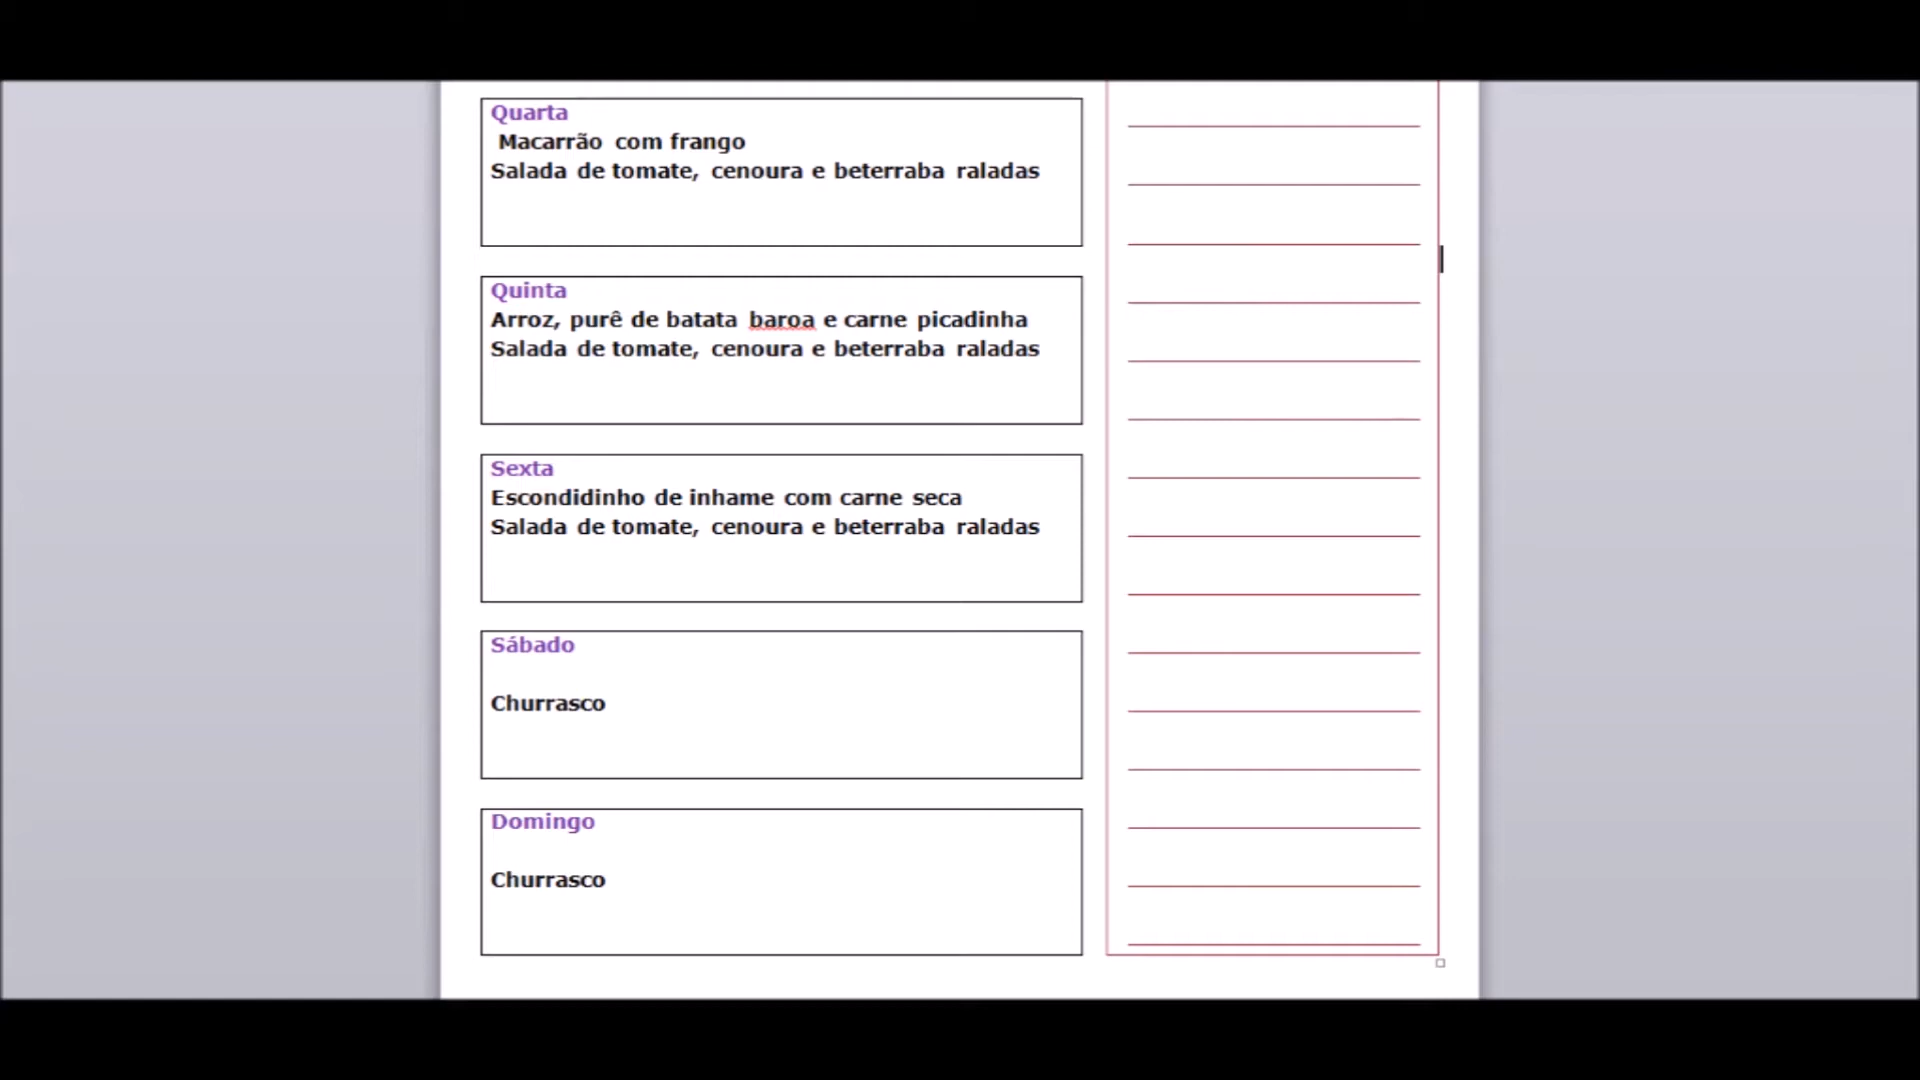 Quarta
Macarrão com frango
Salada de tomate, cenoura e beterraba raladas
Quinta
Arroz, purê de batata baroa e carne picadinha
Salada de tomate, cenoura e beterraba raladas
Sexta
Escondidinho de inhame com carne seca
Salada de tomate, cenoura e beterraba raladas
Sábado
Churrasco
Domingo
Churrasco